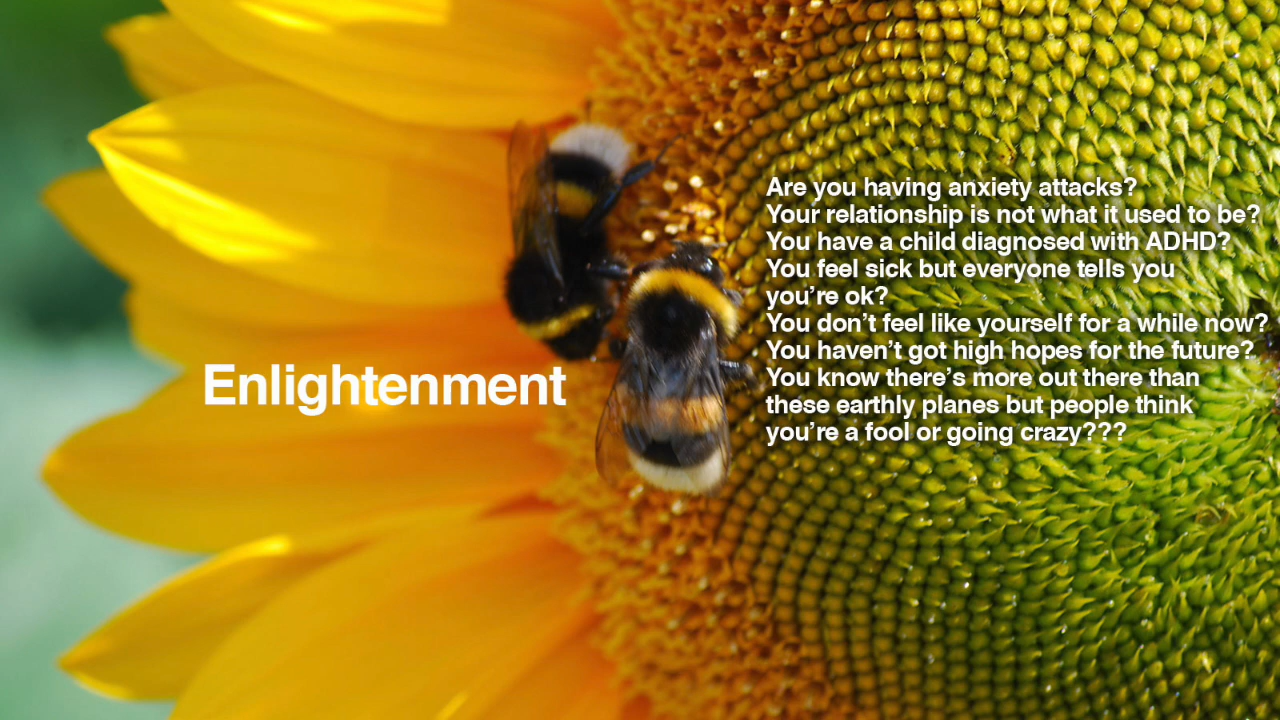 Enlightenment
Are you having anxiety attacks?
Your relationship is not what it used to be?
You have a child diagnosed with ADHD?
You feel sick but everyone tells you
you’re ok?
You don’t feel like yourself for a while now?
You haven’t got high hopes for the future?
You know there’s more out there than
these earthly planes but people think
you’re a fool or going crazy???